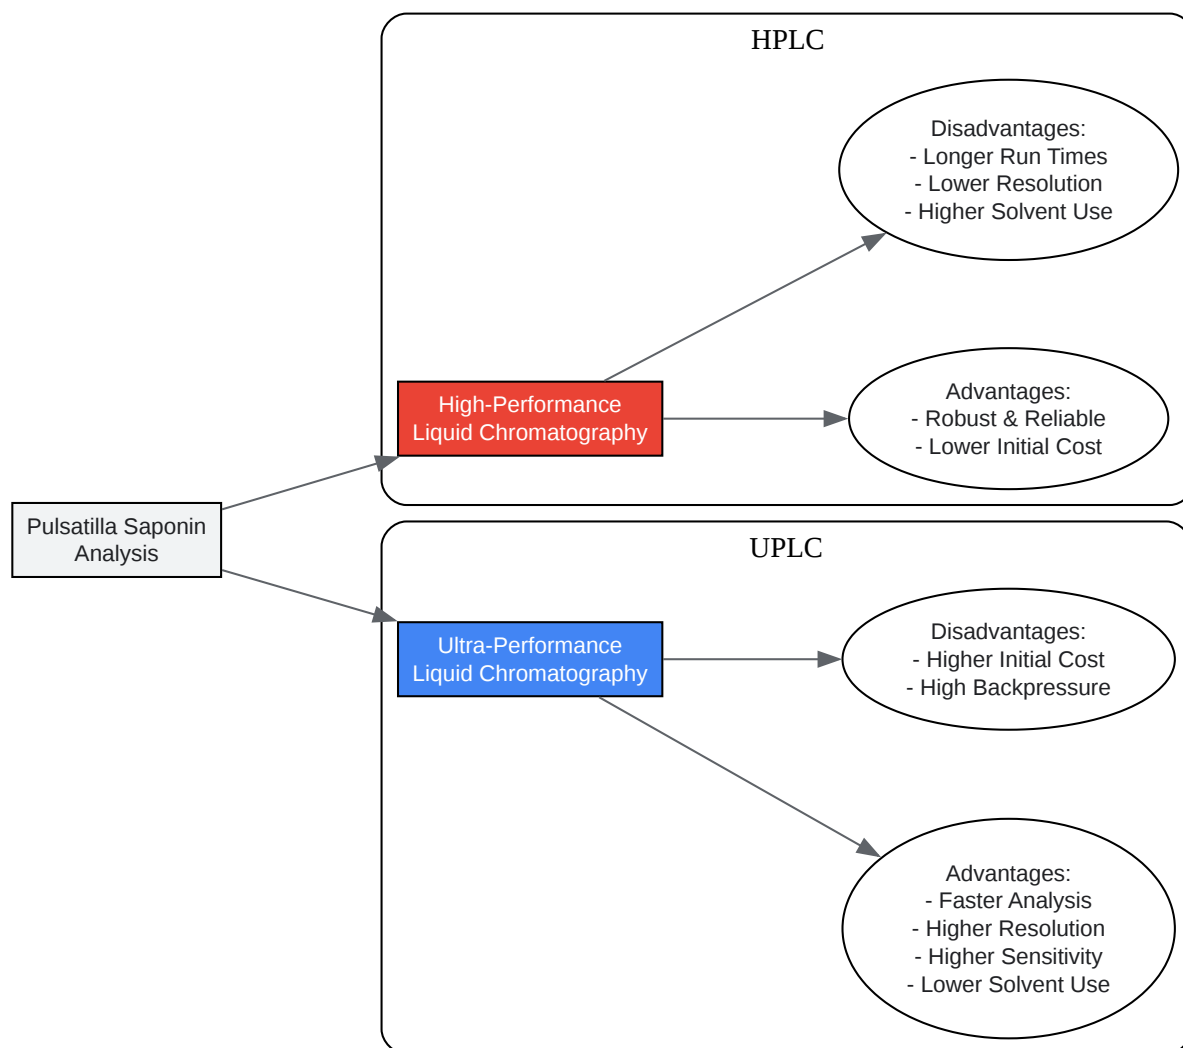 HPLC
Disadvantages:
- Longer Run Times
- Lower Resolution
- Higher Solvent Use
High-Performance
Liquid Chromatography
Advantages:
- Robust & Reliable
- Lower Initial Cost
Pulsatilla Saponin
Analysis
UPLC
Ultra-Performance
Liquid Chromatography
Disadvantages:
- Higher Initial Cost
- High Backpressure
Advantages:
- Faster Analysis
- Higher Resolution
- Higher Sensitivity
- Lower Solvent Use